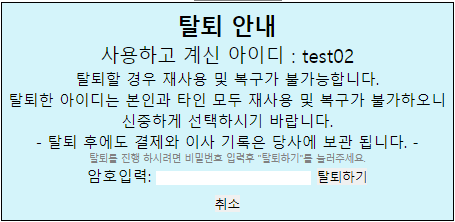 탈퇴 안내
사용하고 계신 아이디 : test02
탈퇴할 경우 재사용 및 복구가 불가능합니다.
탈퇴한 아이디는 본인과 타인 모두 재사용 및 복구가 불가하오니
신중하게 선택하시기 바랍니다.
- 탈퇴 후에도 결제와 이사 기록은 당사에 보관 됩니다. -
탈퇴를 진행 하시려면 비밀번호 입력후 "탈퇴하기"를 눌러주세요.
암호입력: 탈퇴하기
취소